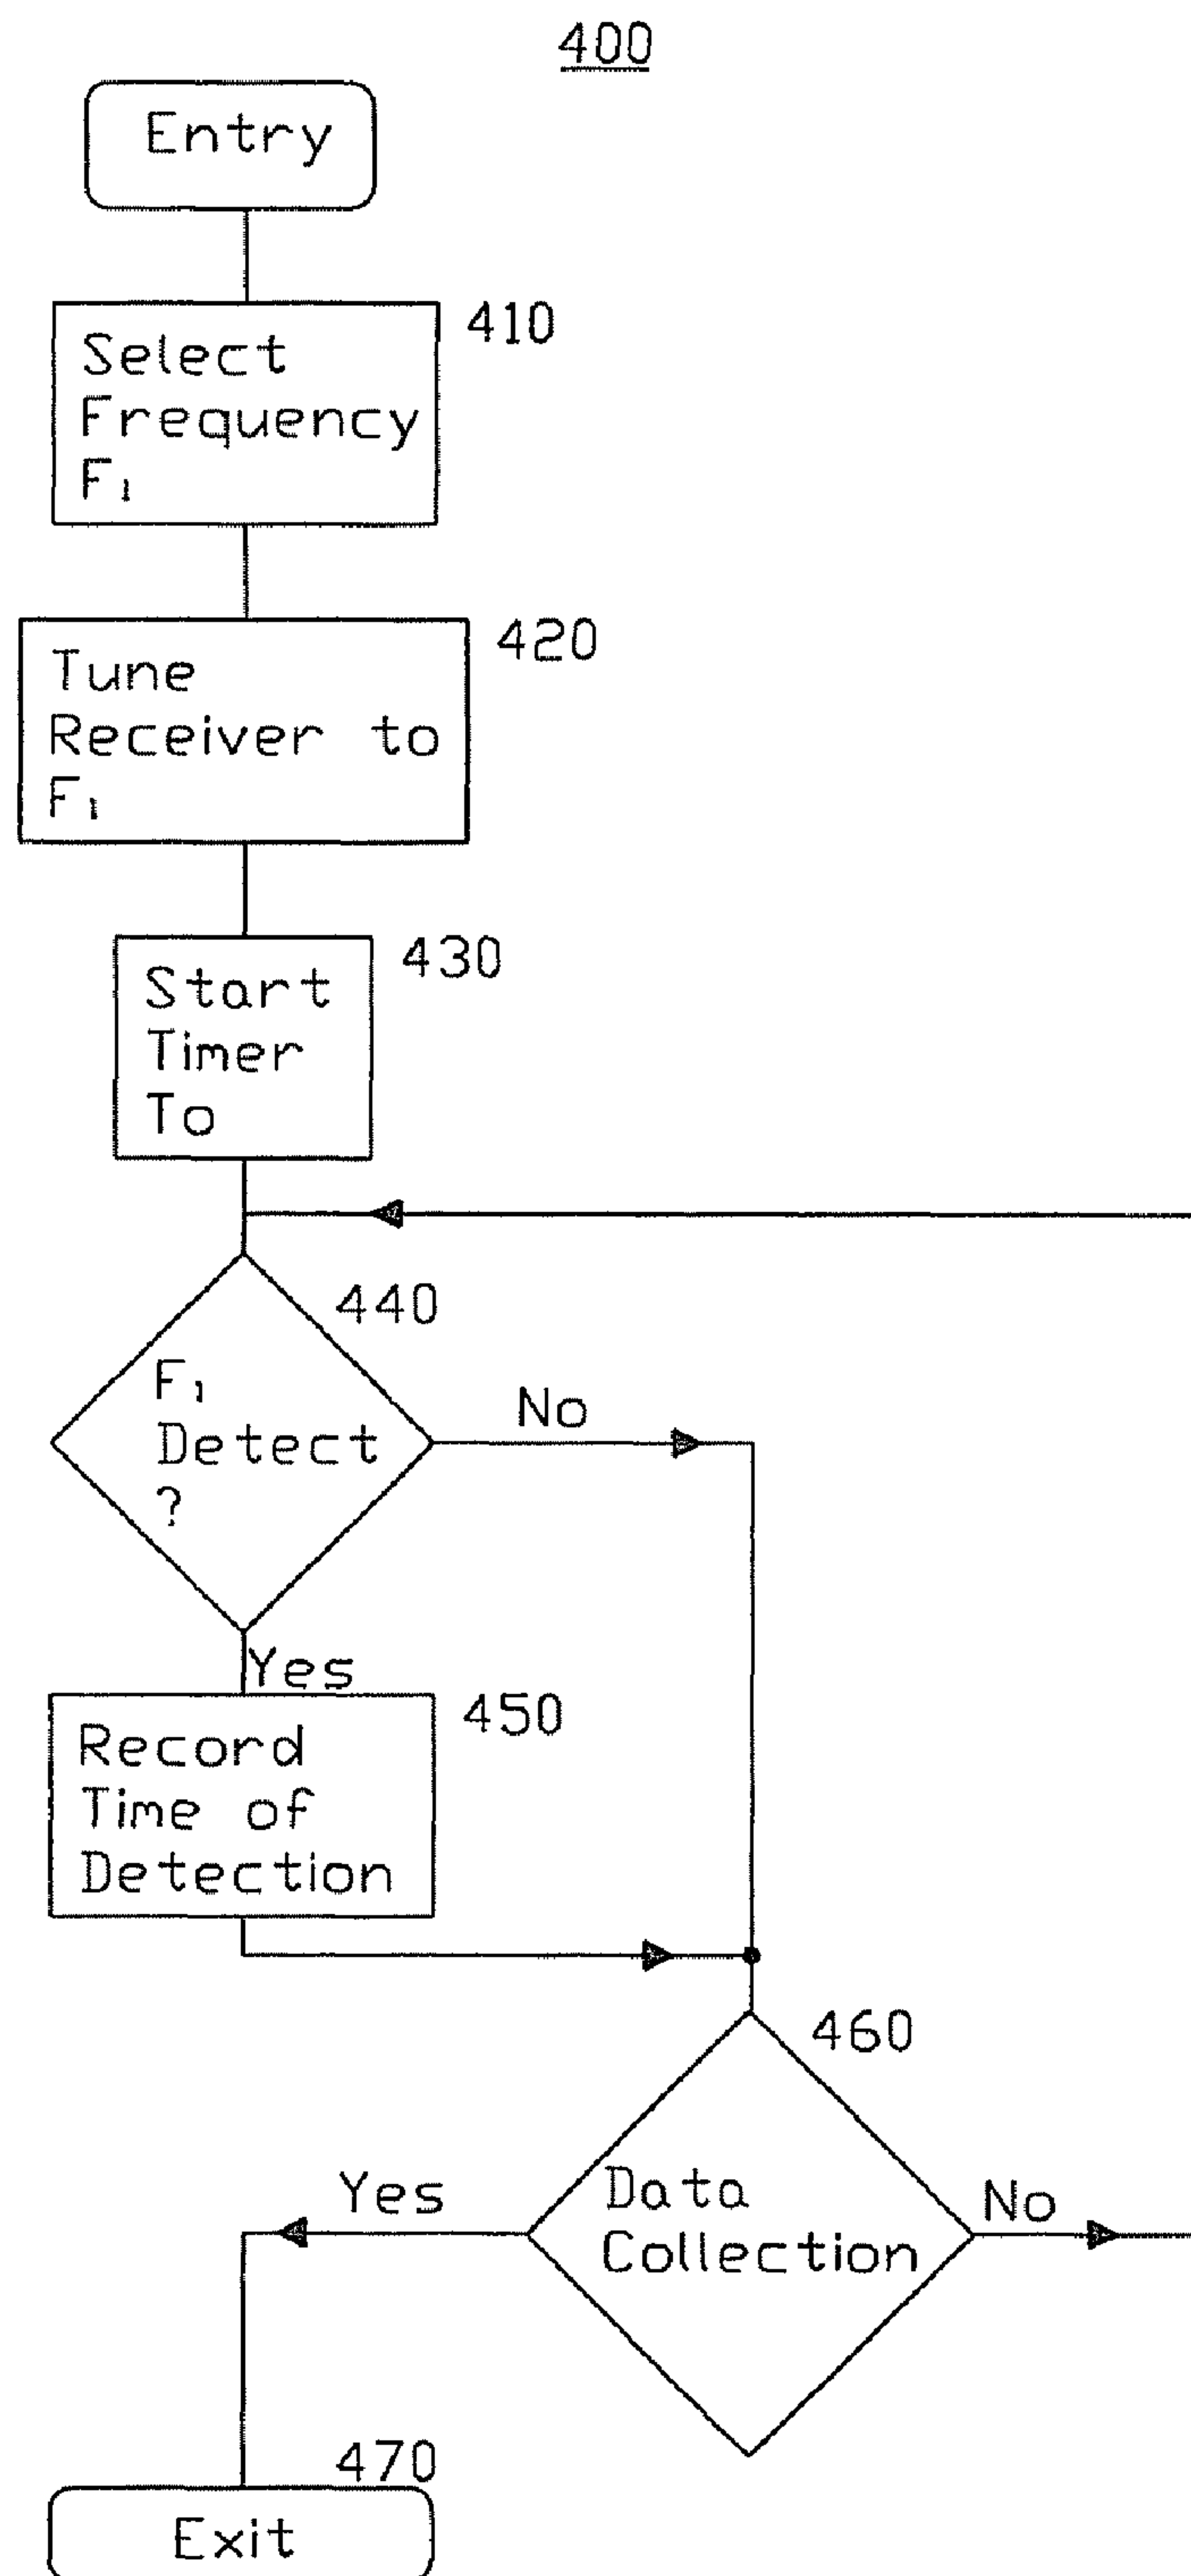 400
Entry
410
Select
Frequency
F₁
420
Tune
Receiver to
F₁
430
Start
Timer
To
440
F₁
Detect
?
No
Yes
450
Record
Time of
Detection
460
Data
Collection
Yes
No
470
Exit